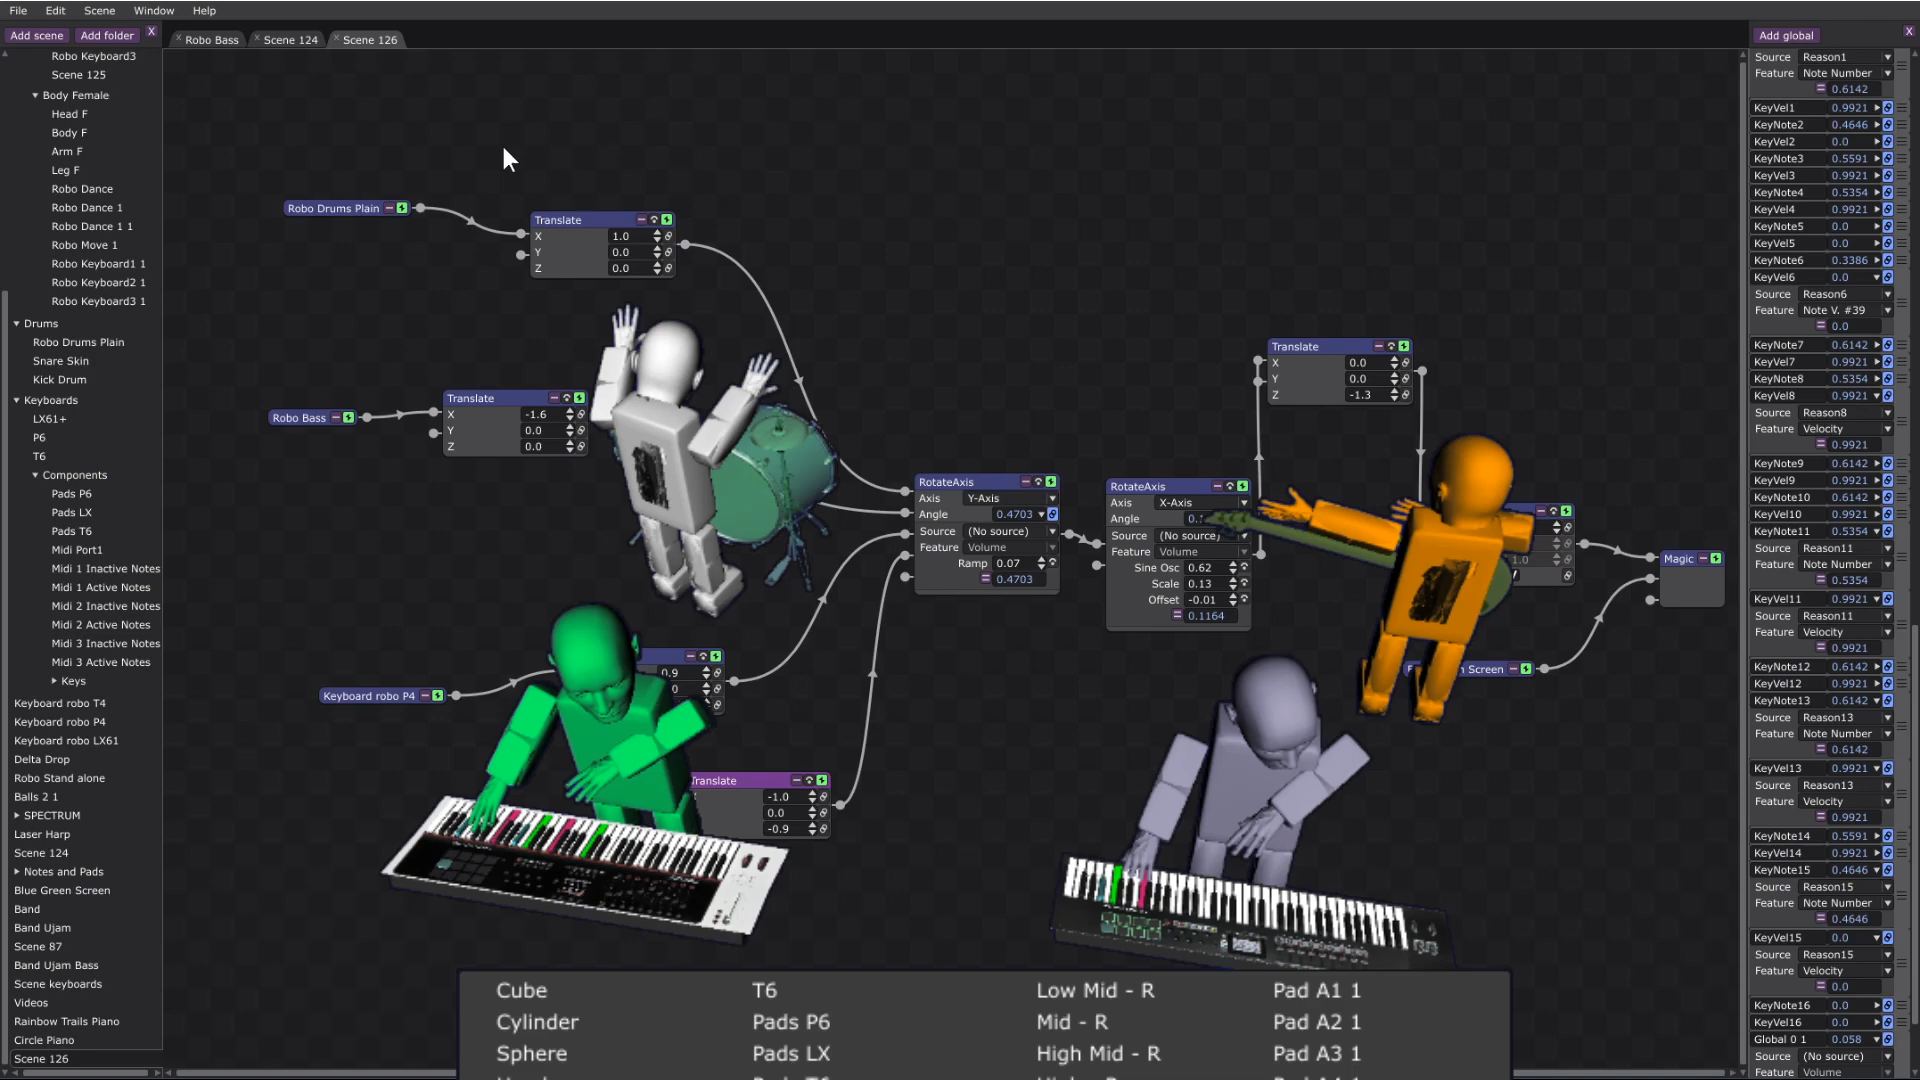 File Edit Scene Window Help
Add scene Add folder X
Robo Bass
Scene 124
Scene 126
Add global X
Robo Keyboard3
Scene 125
Body Female
Head F
Body F
Arm F
Leg F
Robo Dance
Robo Dance 1
Robo Dance 1 1
Robo Move 1
Robo Keyboard1 1
Robo Keyboard2 1
Robo Keyboard3 1
Drums
Robo Drums Plain
Snare Skin
Kick Drum
Keyboards
LX61+
P6
T6
Components
Pads P6
Pads LX
Pads T6
Midi Port1
Midi 1 Inactive Notes
Midi 1 Active Notes
Midi 2 Inactive Notes
Midi 2 Active Notes
Midi 3 Inactive Notes
Midi 3 Active Notes
Keys
Keyboard robo T4
Keyboard robo P4
Keyboard robo LX61
Delta Drop
Robo Stand alone
Balls 2 1
SPECTRUM
Laser Harp
Scene 124
Notes and Pads
Blue Green Screen
Band
Band Ujam
Scene 87
Band Ujam Bass
Scene keyboards
Videos
Rainbow Trails Piano
Circle Piano
Scene 126
Robo Drums Plain
Translate
X 1.0
Y 0.0
Z 0.0
Robo Bass
Translate
X -1.6
Y 0.0
Z 0.0
Keyboard robo P4
0.9
0
Translate
-1.0
0.0
-0.9
RotateAxis
Axis Y-Axis
Angle 0.4703
Source (No source)
Feature Volume
Ramp 0.07
= 0.4703
RotateAxis
Axis X-Axis
Angle 0.
Source (No source)
Feature Volume
Sine Osc 0.62
Scale 0.13
Offset -0.01
= 0.1164
Translate
X 0.0
Y 0.0
Z -1.3
1.0
Screen
Magic
Cube T6 Low Mid - R Pad A1 1
Cylinder Pads P6 Mid - R Pad A2 1
Sphere Pads LX High Mid - R Pad A3 1
Source Reason1
Feature Note Number
= 0.6142
KeyVel1 0.9921
KeyNote2 0.4646
KeyVel2 0.0
KeyNote3 0.5591
KeyVel3 0.9921
KeyNote4 0.5354
KeyVel4 0.9921
KeyNote5 0.0
KeyVel5 0.0
KeyNote6 0.3386
KeyVel6 0.0
Source Reason6
Feature Note V. #39
= 0.0
KeyNote7 0.6142
KeyVel7 0.9921
KeyNote8 0.5354
KeyVel8 0.9921
Source Reason8
Feature Velocity
= 0.9921
KeyNote9 0.6142
KeyVel9 0.9921
KeyNote10 0.6142
KeyVel10 0.9921
KeyNote11 0.5354
Source Reason11
Feature Note Number
= 0.5354
KeyVel11 0.9921
Source Reason11
Feature Velocity
= 0.9921
KeyNote12 0.6142
KeyVel12 0.9921
KeyNote13 0.6142
Source Reason13
Feature Note Number
= 0.6142
KeyVel13 0.9921
Source Reason13
Feature Velocity
= 0.9921
KeyNote14 0.5591
KeyVel14 0.9921
KeyNote15 0.4646
Source Reason15
Feature Note Number
= 0.4646
KeyVel15 0.0
Source Reason15
Feature Velocity
= 0.0
KeyNote16 0.0
KeyVel16 0.0
Global 0 1 0.058
Source (No source)
Feature Volume